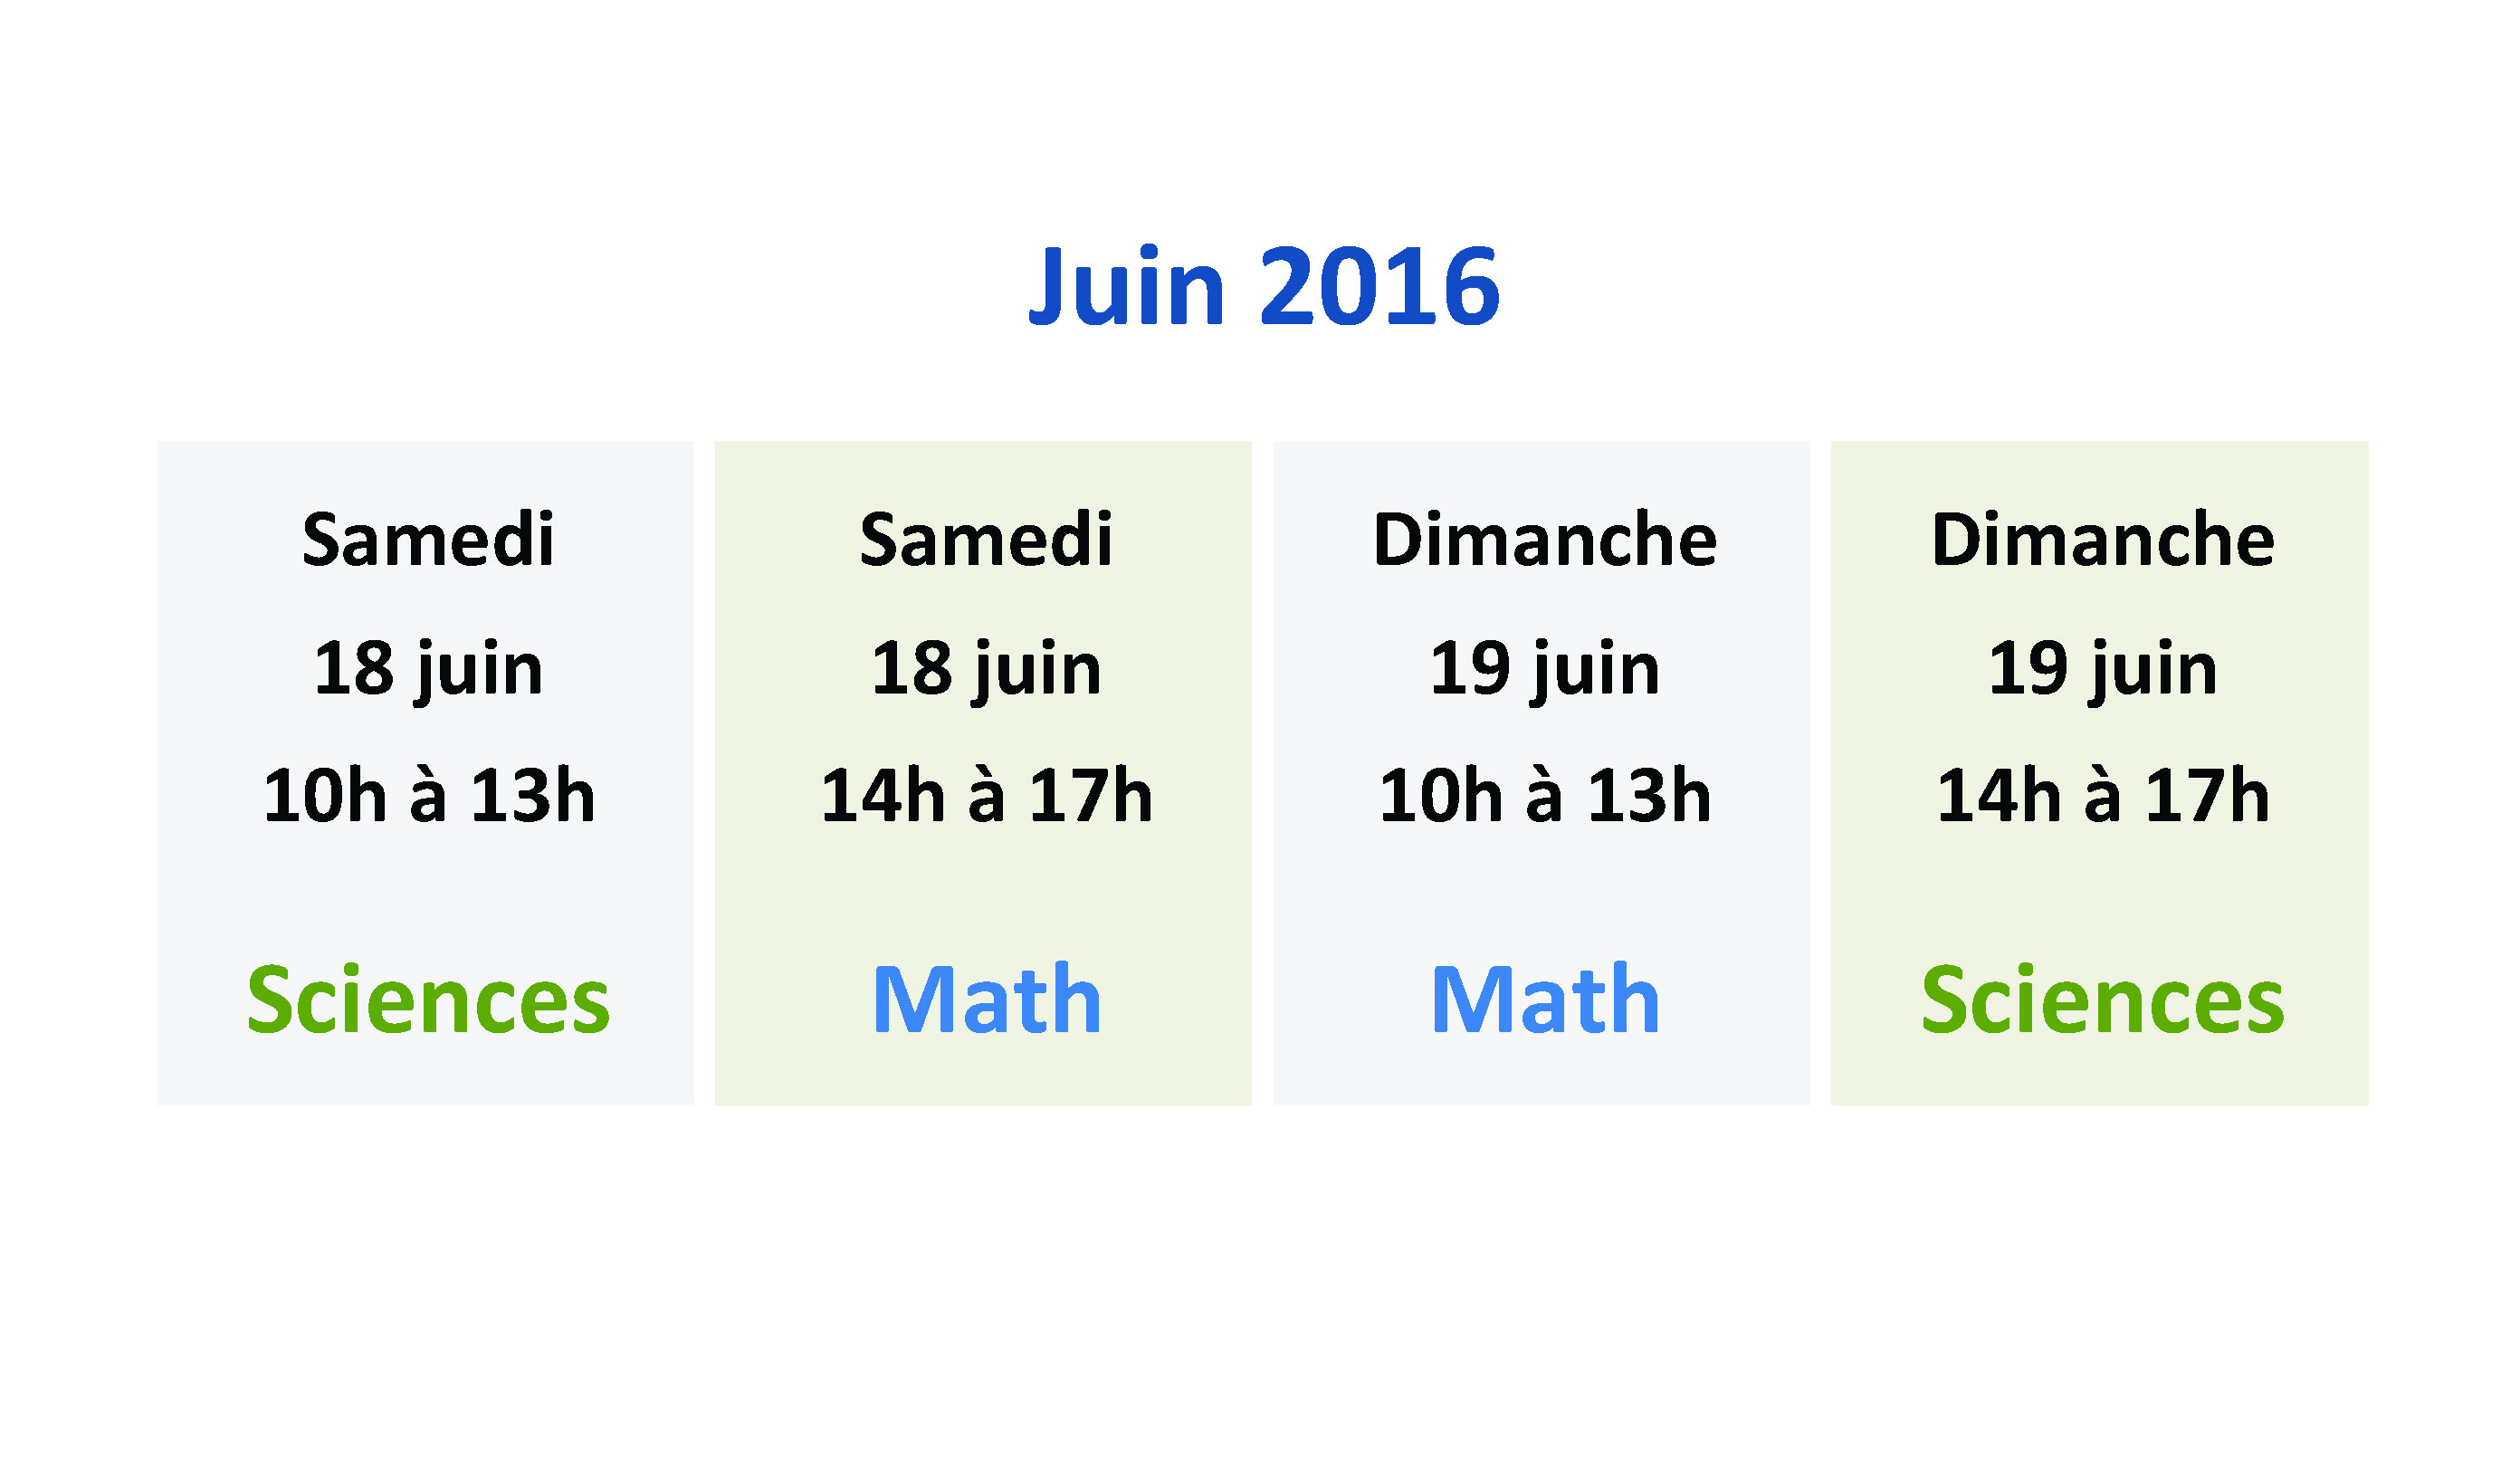 Juin 2016
Samedi
18 juin
10h à 13h
Sciences
Samedi
18 juin
14h à 17h
Math
Dimanche
19 juin
10h à 13h
Math
Dimanche
19 juin
14h à 17h
Sciences